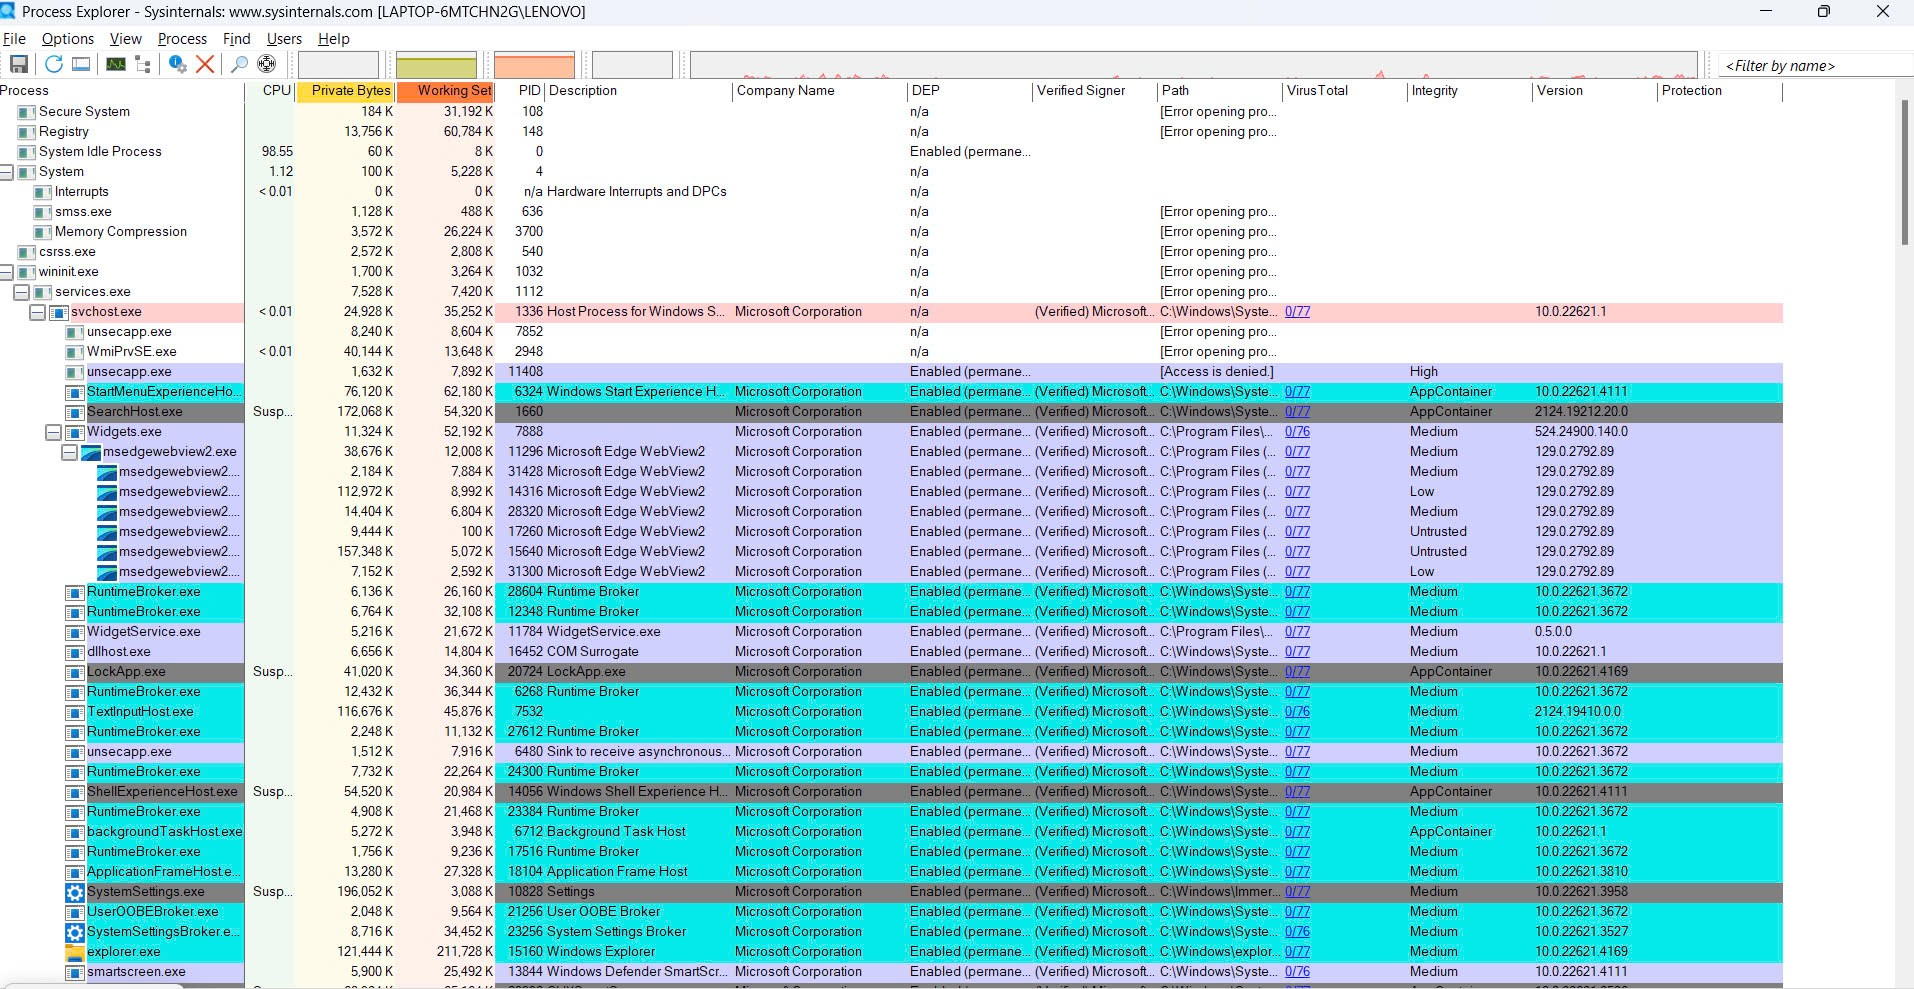 Process Explorer - Sysinternals: www.sysinternals.com [LAPTOP-6MTCHN2G\LENOVO]
File Options View Process Find Users Help
<Filter by name>
Process CPU Private Bytes Working Set PID Description Company Name DEP Verified Signer Path VirusTotal Integrity Version Protection
Secure System 184 K 31,192 K 108 n/a [Error opening pro...
Registry 13,756 K 60,784 K 148 n/a [Error opening pro...
System Idle Process 98.55 60 K 8 K 0 Enabled (permane...
System 1.12 100 K 5,228 K 4 n/a
Interrupts < 0.01 0 K 0 K n/a Hardware Interrupts and DPCs n/a
smss.exe 1,128 K 488 K 636 n/a [Error opening pro...
Memory Compression 3,572 K 26,224 K 3700 n/a [Error opening pro...
csrss.exe 2,572 K 2,808 K 540 n/a [Error opening pro...
wininit.exe 1,700 K 3,264 K 1032 n/a [Error opening pro...
services.exe 7,528 K 7,420 K 1112 n/a [Error opening pro...
svchost.exe < 0.01 24,928 K 35,252 K 1336 Host Process for Windows S... Microsoft Corporation n/a (Verified) Microsoft... C:\Windows\Syste... 0/77 10.0.22621.1
unsecapp.exe 8,240 K 8,604 K 7852 n/a [Error opening pro...
WmiPrvSE.exe < 0.01 40,144 K 13,648 K 2948 n/a [Error opening pro...
unsecapp.exe 1,632 K 7,892 K 11408 Enabled (permane... [Access is denied.] High
StartMenuExperienceHo... 76,120 K 62,180 K 6324 Windows Start Experience H... Microsoft Corporation Enabled (permane... (Verified) Microsoft... C:\Windows\Syste... 0/77 AppContainer 10.0.22621.4111
SearchHost.exe Susp... 172,068 K 54,320 K 1660 Microsoft Corporation Enabled (permane... (Verified) Microsoft... C:\Windows\Syste... 0/77 AppContainer 2124.19212.20.0
Widgets.exe 11,324 K 52,192 K 7888 Microsoft Corporation Enabled (permane... (Verified) Microsoft... C:\Program Files\... 0/76 Medium 524.24900.140.0
msedgewebview2.exe 38,676 K 12,008 K 11296 Microsoft Edge WebView2 Microsoft Corporation Enabled (permane... (Verified) Microsoft... C:\Program Files (... 0/77 Medium 129.0.2792.89
msedgewebview2.... 2,184 K 7,884 K 31428 Microsoft Edge WebView2 Microsoft Corporation Enabled (permane... (Verified) Microsoft... C:\Program Files (... 0/77 Medium 129.0.2792.89
msedgewebview2.... 112,972 K 8,992 K 14316 Microsoft Edge WebView2 Microsoft Corporation Enabled (permane... (Verified) Microsoft... C:\Program Files (... 0/77 Low 129.0.2792.89
msedgewebview2.... 14,404 K 6,804 K 28320 Microsoft Edge WebView2 Microsoft Corporation Enabled (permane... (Verified) Microsoft... C:\Program Files (... 0/77 Medium 129.0.2792.89
msedgewebview2.... 9,444 K 100 K 17260 Microsoft Edge WebView2 Microsoft Corporation Enabled (permane... (Verified) Microsoft... C:\Program Files (... 0/77 Untrusted 129.0.2792.89
msedgewebview2.... 157,348 K 5,072 K 15640 Microsoft Edge WebView2 Microsoft Corporation Enabled (permane... (Verified) Microsoft... C:\Program Files (... 0/77 Untrusted 129.0.2792.89
msedgewebview2.... 7,152 K 2,592 K 31300 Microsoft Edge WebView2 Microsoft Corporation Enabled (permane... (Verified) Microsoft... C:\Program Files (... 0/77 Low 129.0.2792.89
RuntimeBroker.exe 6,136 K 26,160 K 28604 Runtime Broker Microsoft Corporation Enabled (permane... (Verified) Microsoft... C:\Windows\Syste... 0/77 Medium 10.0.22621.3672
RuntimeBroker.exe 6,764 K 32,108 K 12348 Runtime Broker Microsoft Corporation Enabled (permane... (Verified) Microsoft... C:\Windows\Syste... 0/77 Medium 10.0.22621.3672
WidgetService.exe 5,216 K 21,672 K 11784 WidgetService.exe Microsoft Corporation Enabled (permane... (Verified) Microsoft... C:\Program Files\... 0/77 Medium 0.5.0.0
dllhost.exe 6,656 K 14,804 K 16452 COM Surrogate Microsoft Corporation Enabled (permane... (Verified) Microsoft... C:\Windows\Syste... 0/77 Medium 10.0.22621.1
LockApp.exe Susp... 41,020 K 34,360 K 20724 LockApp.exe Microsoft Corporation Enabled (permane... (Verified) Microsoft... C:\Windows\Syste... 0/77 AppContainer 10.0.22621.4169
RuntimeBroker.exe 12,432 K 36,344 K 6268 Runtime Broker Microsoft Corporation Enabled (permane... (Verified) Microsoft... C:\Windows\Syste... 0/77 Medium 10.0.22621.3672
TextInputHost.exe 116,676 K 45,876 K 7532 Microsoft Corporation Enabled (permane... (Verified) Microsoft... C:\Windows\Syste... 0/76 Medium 2124.19410.0.0
RuntimeBroker.exe 2,248 K 11,132 K 27612 Runtime Broker Microsoft Corporation Enabled (permane... (Verified) Microsoft... C:\Windows\Syste... 0/77 Medium 10.0.22621.3672
unsecapp.exe 1,512 K 7,916 K 6480 Sink to receive asynchronous... Microsoft Corporation Enabled (permane... (Verified) Microsoft... C:\Windows\Syste... 0/77 Medium 10.0.22621.3672
RuntimeBroker.exe 7,732 K 22,264 K 24300 Runtime Broker Microsoft Corporation Enabled (permane... (Verified) Microsoft... C:\Windows\Syste... 0/77 Medium 10.0.22621.3672
ShellExperienceHost.exe Susp... 54,520 K 20,984 K 14056 Windows Shell Experience H... Microsoft Corporation Enabled (permane... (Verified) Microsoft... C:\Windows\Syste... 0/77 AppContainer 10.0.22621.4111
RuntimeBroker.exe 4,908 K 21,468 K 23384 Runtime Broker Microsoft Corporation Enabled (permane... (Verified) Microsoft... C:\Windows\Syste... 0/77 Medium 10.0.22621.3672
backgroundTaskHost.exe 5,272 K 3,948 K 6712 Background Task Host Microsoft Corporation Enabled (permane... (Verified) Microsoft... C:\Windows\Syste... 0/77 AppContainer 10.0.22621.1
RuntimeBroker.exe 1,756 K 9,236 K 17516 Runtime Broker Microsoft Corporation Enabled (permane... (Verified) Microsoft... C:\Windows\Syste... 0/77 Medium 10.0.22621.3672
ApplicationFrameHost.e... 13,280 K 27,328 K 18104 Application Frame Host Microsoft Corporation Enabled (permane... (Verified) Microsoft... C:\Windows\Syste... 0/77 Medium 10.0.22621.3810
SystemSettings.exe Susp... 196,052 K 3,088 K 10828 Settings Microsoft Corporation Enabled (permane... (Verified) Microsoft... C:\Windows\Immer... 0/77 Medium 10.0.22621.3958
UserOOBEBroker.exe 2,048 K 9,564 K 21256 User OOBE Broker Microsoft Corporation Enabled (permane... (Verified) Microsoft... C:\Windows\Syste... 0/77 Medium 10.0.22621.3672
SystemSettingsBroker.e... 8,716 K 34,452 K 23256 System Settings Broker Microsoft Corporation Enabled (permane... (Verified) Microsoft... C:\Windows\Syste... 0/76 Medium 10.0.22621.3527
explorer.exe 121,444 K 211,728 K 15160 Windows Explorer Microsoft Corporation Enabled (permane... (Verified) Microsoft... C:\Windows\explor... 0/77 Medium 10.0.22621.4169
smartscreen.exe 5,900 K 25,492 K 13844 Windows Defender SmartScr... Microsoft Corporation Enabled (permane... (Verified) Microsoft... C:\Windows\Syste... 0/76 Medium 10.0.22621.4111